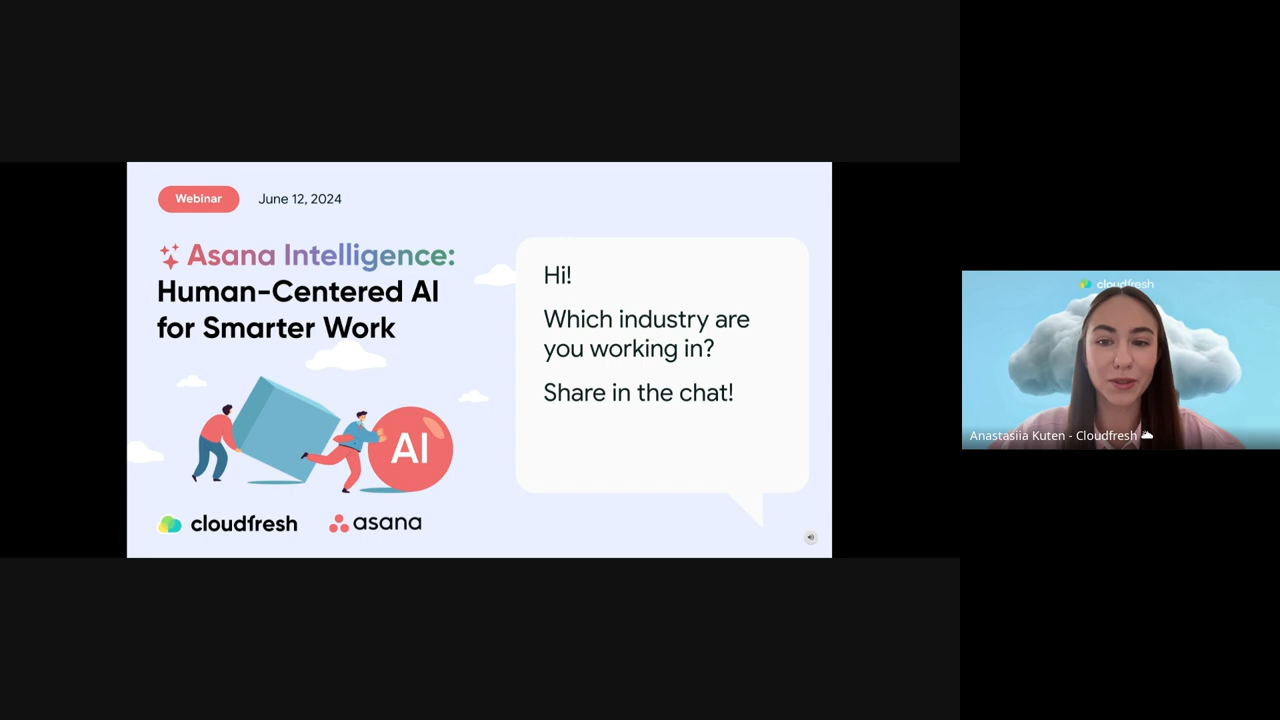 Webinar
June 12, 2024
Asana Intelligence:
Human-Centered AI
for Smarter Work
Hi!
Which industry are
you working in?
Share in the chat!
AI
cloudfresh
asana
cloudfresh
Anastasiia Kuten - Cloudfresh